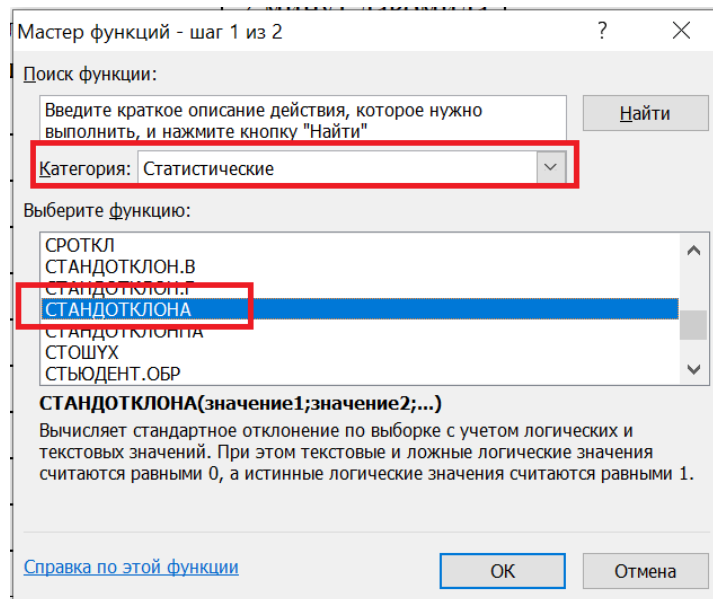 Мастер функций - шаг 1 из 2 ?
Поиск функции:
Введите краткое описание действия, которое нужно
выполнить, и нажмите кнопку "Найти"
Найти
Категория: Статистические
Выберите функцию:
СРОТКЛ
СТАНДОТКЛОН.В
СТАНДОТКЛОН.Г
СТАНДОТКЛОНА
СТАНДОТКЛОНПА
СТОШYX
СТЬЮДЕНТ.ОБР
СТАНДОТКЛОНА(значение1;значение2;...)
Вычисляет стандартное отклонение по выборке с учетом логических и
текстовых значений. При этом текстовые и ложные логические значения
считаются равными 0, а истинные логические значения считаются равными 1.
Справка по этой функции
ОК
Отмена